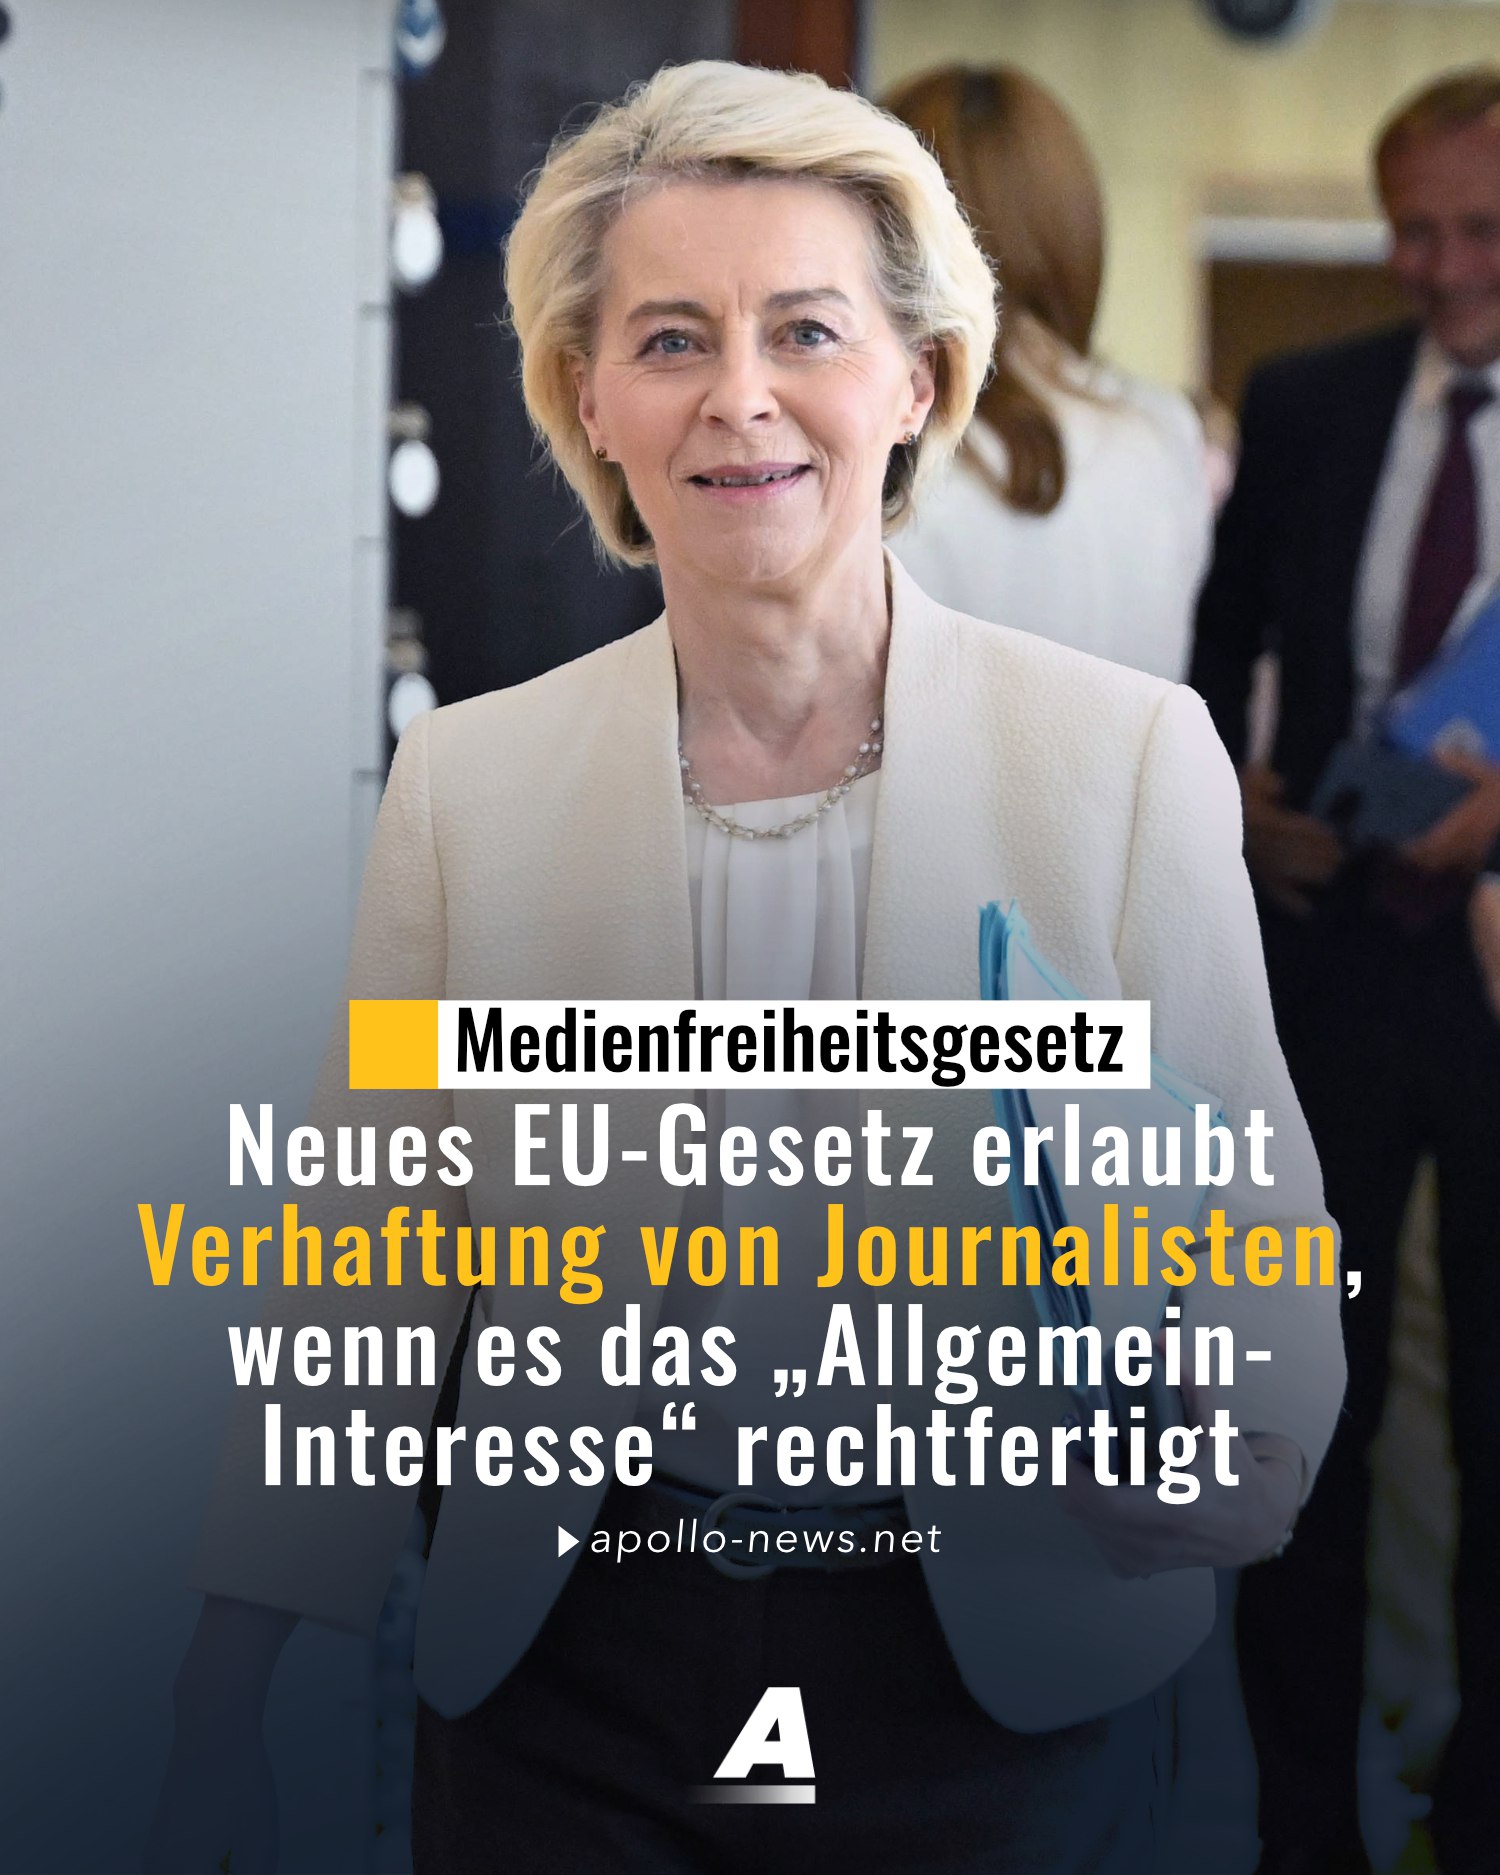 Medienfreiheitsgesetz
Neues EU-Gesetz erlaubt
Verhaftung von Journalisten,
wenn es das „Allgemein-
Interesse“ rechtfertigt
apollo-news.net
A